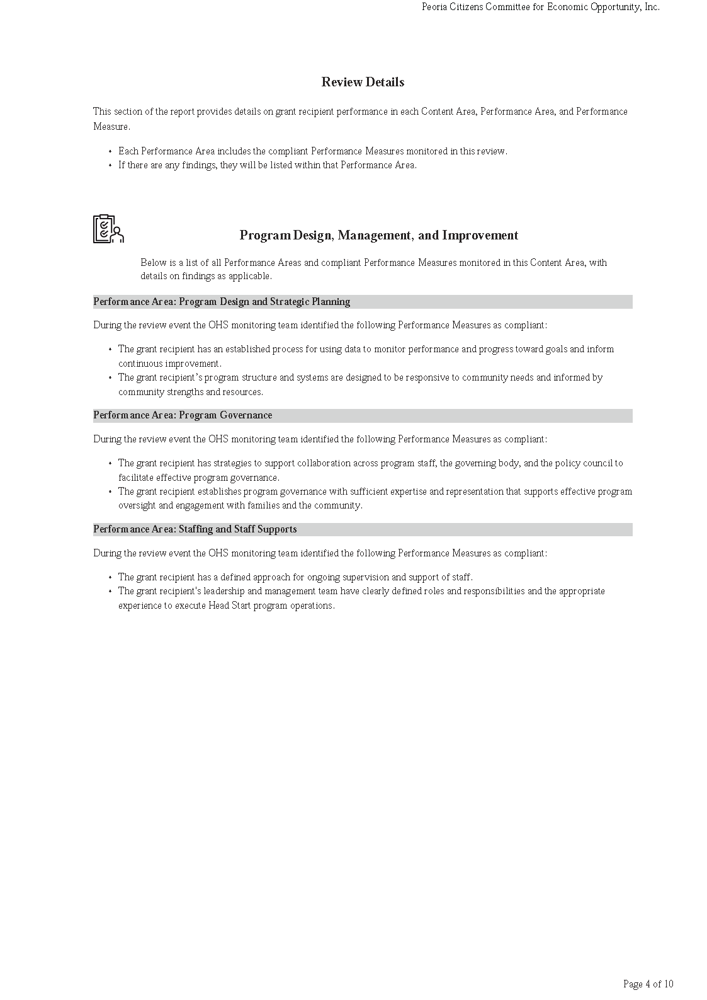 Peoria Citizens Committee for Economic Opportunity, Inc.
Review Details
This section of the report provides details on grant recipient performance in each Content Area, Performance Area, and Performance
Measure.
• Each Performance Area includes the compliant Performance Measures monitored in this review.
• If there are any findings, they will be listed within that Performance Area.
Program Design, Management, and Improvement
Below is a list of all Performance Areas and compliant Performance Measures monitored in this Content Area, with
details on findings as applicable.
Performance Area: Program Design and Strategic Planning
During the review event the OHS monitoring team identified the following Performance Measures as compliant:
• The grant recipient has an established process for using data to monitor performance and progress toward goals and inform
continuous improvement.
• The grant recipient’s program structure and systems are designed to be responsive to community needs and informed by
community strengths and resources.
Performance Area: Program Governance
During the review event the OHS monitoring team identified the following Performance Measures as compliant:
• The grant recipient has strategies to support collaboration across program staff, the governing body, and the policy council to
facilitate effective program governance.
• The grant recipient establishes program governance with sufficient expertise and representation that supports effective program
oversight and engagement with families and the community.
Performance Area: Staffing and Staff Supports
During the review event the OHS monitoring team identified the following Performance Measures as compliant:
• The grant recipient has a defined approach for ongoing supervision and support of staff.
• The grant recipient's leadership and management team have clearly defined roles and responsibilities and the appropriate
experience to execute Head Start program operations.
Page 4 of 10